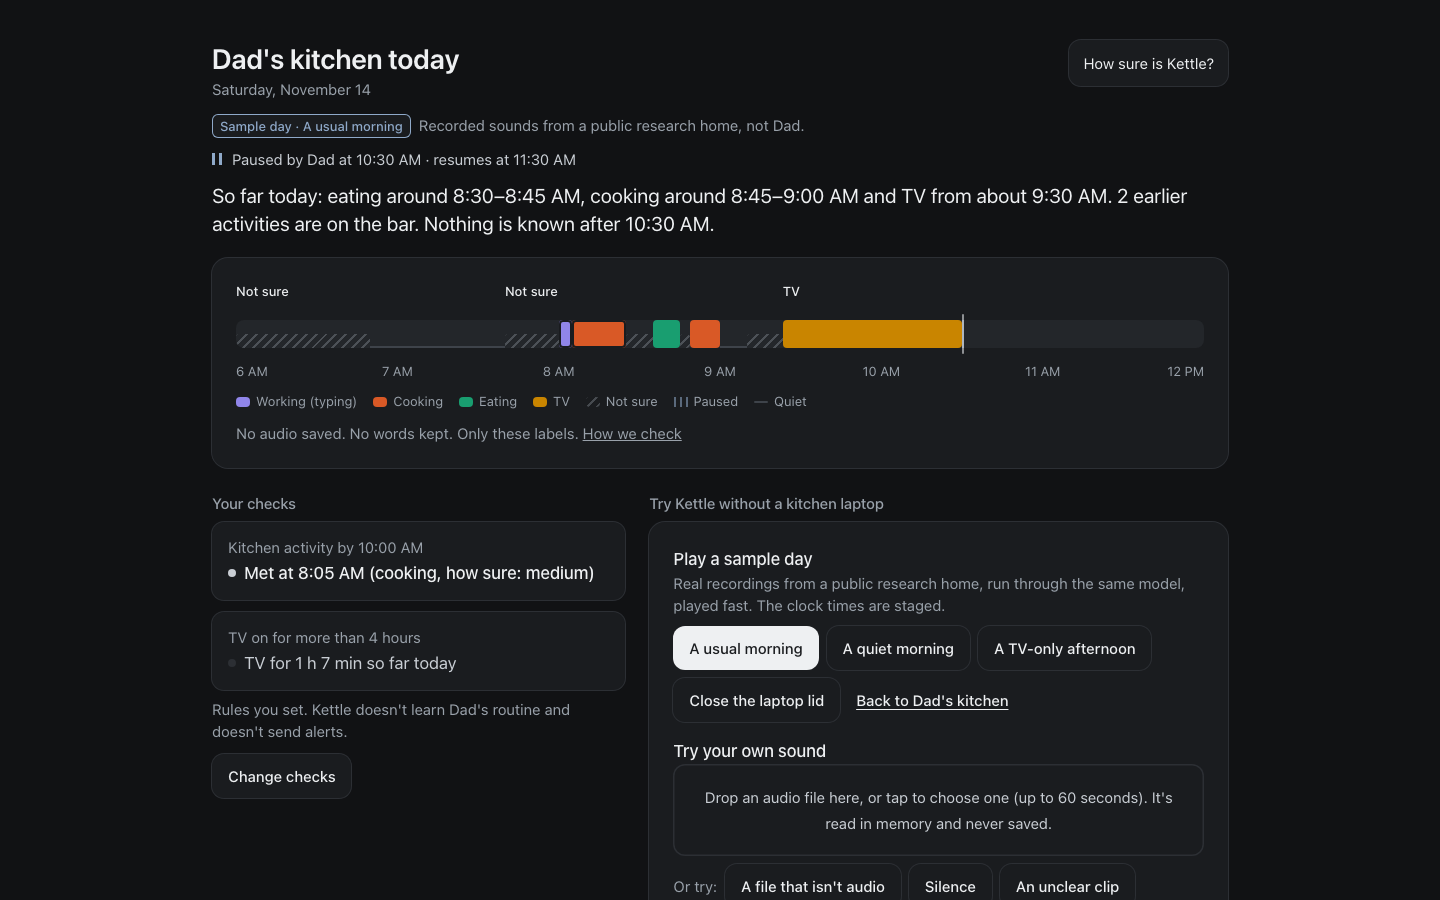 Dad's kitchen today
How sure is Kettle?
Saturday, November 14
Sample day · A usual morning
Recorded sounds from a public research home, not Dad.
Paused by Dad at 10:30 AM · resumes at 11:30 AM
So far today: eating around 8:30–8:45 AM, cooking around 8:45–9:00 AM and TV from about 9:30 AM. 2 earlier
activities are on the bar. Nothing is known after 10:30 AM.
Not sure
Not sure
TV
6 AM
7 AM
8 AM
9 AM
10 AM
11 AM
12 PM
Working (typing)
Cooking
Eating
TV
Not sure
Paused
Quiet
No audio saved. No words kept. Only these labels. How we check
Your checks
Kitchen activity by 10:00 AM
Met at 8:05 AM (cooking, how sure: medium)
TV on for more than 4 hours
TV for 1 h 7 min so far today
Rules you set. Kettle doesn't learn Dad's routine and
doesn't send alerts.
Change checks
Try Kettle without a kitchen laptop
Play a sample day
Real recordings from a public research home, run through the same model,
played fast. The clock times are staged.
A usual morning
A quiet morning
A TV-only afternoon
Close the laptop lid
Back to Dad's kitchen
Try your own sound
Drop an audio file here, or tap to choose one (up to 60 seconds). It's
read in memory and never saved.
Or try:
A file that isn't audio
Silence
An unclear clip